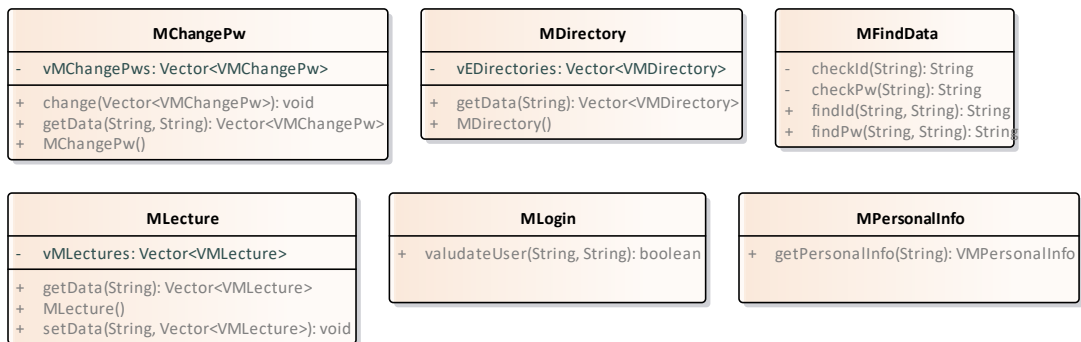 MChangePw
- vMChangePws: Vector<VMChangePw>
+ change(Vector<VMChangePw>): void
+ getData(String, String): Vector<VMChangePw>
+ MChangePw()
MDirectory
- vEDirectories: Vector<VMDirectory>
+ getData(String): Vector<VMDirectory>
+ MDirectory()
MFindData
- checkId(String): String
- checkPw(String): String
+ findId(String, String): String
+ findPw(String, String): String
MLecture
- vMLectures: Vector<VMLecture>
+ getData(String): Vector<VMLecture>
+ MLecture()
+ setData(String, Vector<VMLecture>): void
MLogin
+ valudateUser(String, String): boolean
MPersonalInfo
+ getPersonalInfo(String): VMPersonalInfo